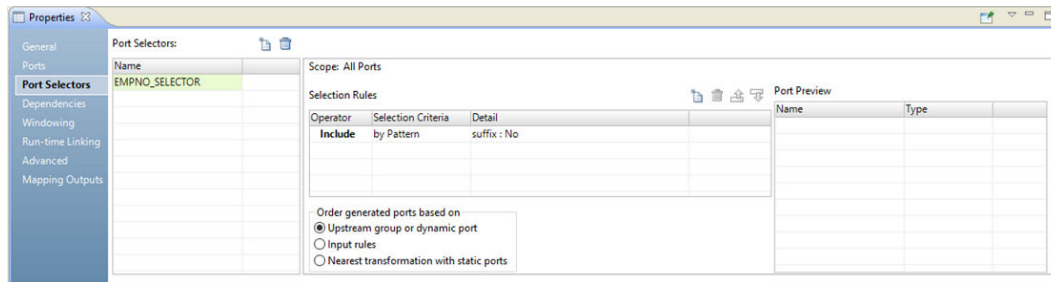 Properties
General
Ports
Port Selectors
Dependencies
Windowing
Run-time Linking
Advanced
Mapping Outputs
Port Selectors:
Name
EMPNO_SELECTOR
Scope: All Ports
Selection Rules
Operator Selection Criteria Detail
Include by Pattern suffix : No
Order generated ports based on
Upstream group or dynamic port
Input rules
Nearest transformation with static ports
Port Preview
Name Type